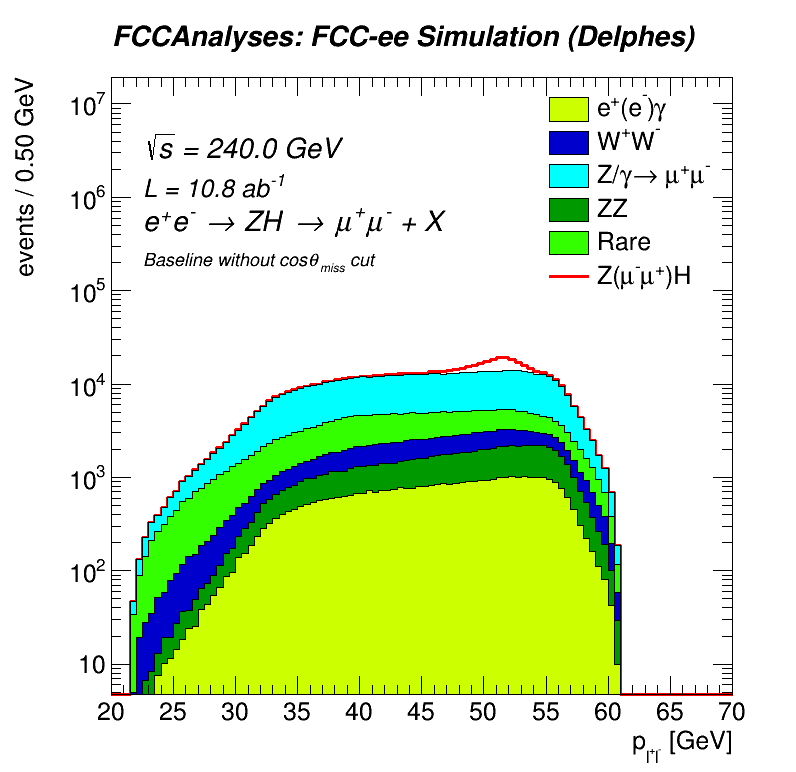 FCCAnalyses: FCC-ee Simulation (Delphes)
events / 0.50 GeV
10⁷
10⁶
10⁵
10⁴
10³
10²
10
√s = 240.0 GeV
L = 10.8 ab⁻¹
e⁺e⁻ → ZH → μ⁺μ⁻ + X
Baseline without cosθ_miss cut
e⁺(e⁻)γ
W⁺W⁻
Z/γ→ μ⁺μ⁻
ZZ
Rare
Z(μ⁻μ⁺)H
20 25 30 35 40 45 50 55 60 65 70
p_l⁺l⁻ [GeV]